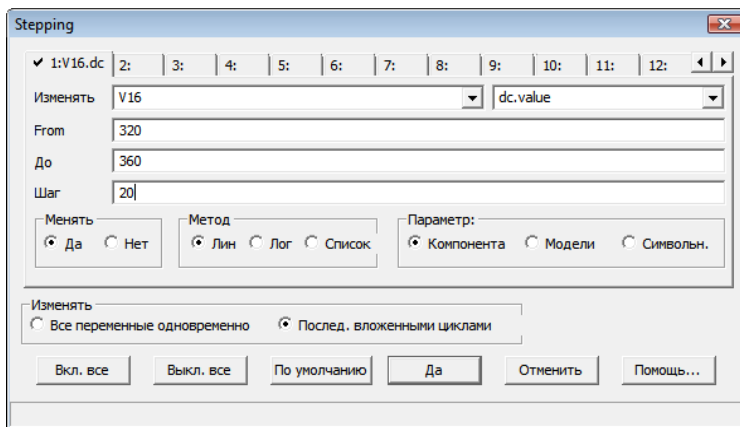 Stepping
1:V16.dc 2: 3: 4: 5: 6: 7: 8: 9: 10: 11: 12:
Изменять V16 dc.value
From 320
До 360
Шаг 20
Менять Метод Параметр:
Да Нет Лин Лог Список Компонента Модели Символьн.
Изменять
Все переменные одновременно Послед. вложенными циклами
Вкл. все Выкл. все По умолчанию Да Отменить Помощь...